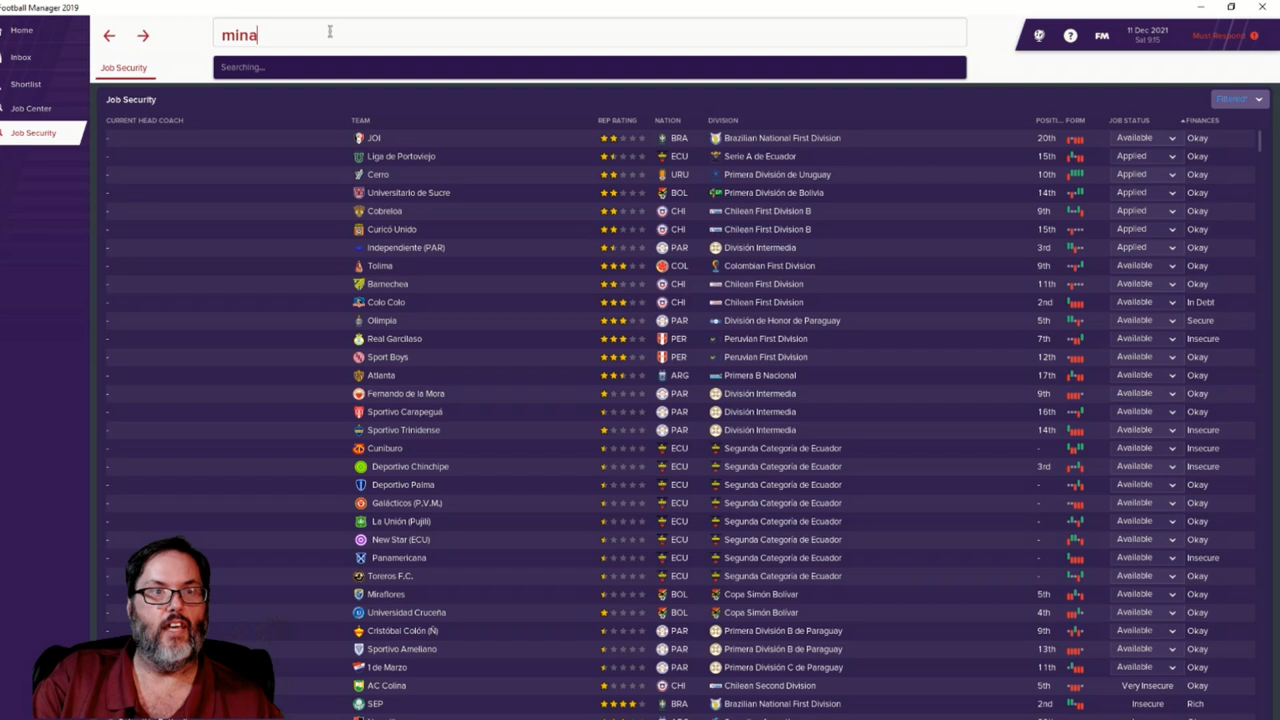 Football Manager 2019
Home
Inbox
Shortlist
Job Center
Job Security
mina
Searching...
Job Security
FM
11 Dec 2021
Sat 9:15
Must Respond
Job Security
Filtered*
CURRENT HEAD COACH TEAM REP RATING NATION DIVISION POSITI... FORM JOB STATUS FINANCES
- JOI BRA Brazilian National First Division 20th Available Okay
- Liga de Portoviejo ECU Serie A de Ecuador 15th Applied Okay
- Cerro URU Primera División de Uruguay 10th Applied Okay
- Universitario de Sucre BOL Primera División de Bolivia 14th Applied Okay
- Cobreloa CHI Chilean First Division B 9th Applied Okay
- Curicó Unido CHI Chilean First Division B 15th Applied Okay
- Independiente (PAR) PAR División Intermedia 3rd Applied Okay
- Tolima COL Colombian First Division 9th Available Okay
- Barnechea CHI Chilean First Division 11th Available Okay
- Colo Colo CHI Chilean First Division 2nd Available In Debt
- Olimpia PAR División de Honor de Paraguay 5th Available Secure
- Real Garcilaso PER Peruvian First Division 7th Available Insecure
- Sport Boys PER Peruvian First Division 12th Available Okay
- Atlanta ARG Primera B Nacional 17th Available Okay
- Fernando de la Mora PAR División Intermedia 9th Available Okay
- Sportivo Carapeguá PAR División Intermedia 16th Available Okay
- Sportivo Trinidense PAR División Intermedia 14th Available Insecure
- Cuniburo ECU Segunda Categoría de Ecuador - Available Insecure
- Deportivo Chinchipe ECU Segunda Categoría de Ecuador 3rd Available Insecure
- Deportivo Palma ECU Segunda Categoría de Ecuador - Available Okay
- Galácticos (P.V.M.) ECU Segunda Categoría de Ecuador - Available Okay
- La Unión (Pujilí) ECU Segunda Categoría de Ecuador - Available Okay
- New Star (ECU) ECU Segunda Categoría de Ecuador - Available Okay
- Panamericana ECU Segunda Categoría de Ecuador - Available Insecure
- Toreros F.C. ECU Segunda Categoría de Ecuador - Available Okay
Miraflores BOL Copa Simón Bolívar 5th Available Okay
Universidad Cruceña BOL Copa Simón Bolívar 4th Available Okay
Cristóbal Colón (Ñ) PAR Primera División B de Paraguay 9th Available Okay
Sportivo Ameliano PAR Primera División B de Paraguay 13th Available Okay
1 de Marzo PAR Primera División C de Paraguay 11th Available Okay
AC Colina CHI Chilean Second Division 5th Very Insecure Okay
SEP BRA Brazilian National First Division 2nd Insecure Rich